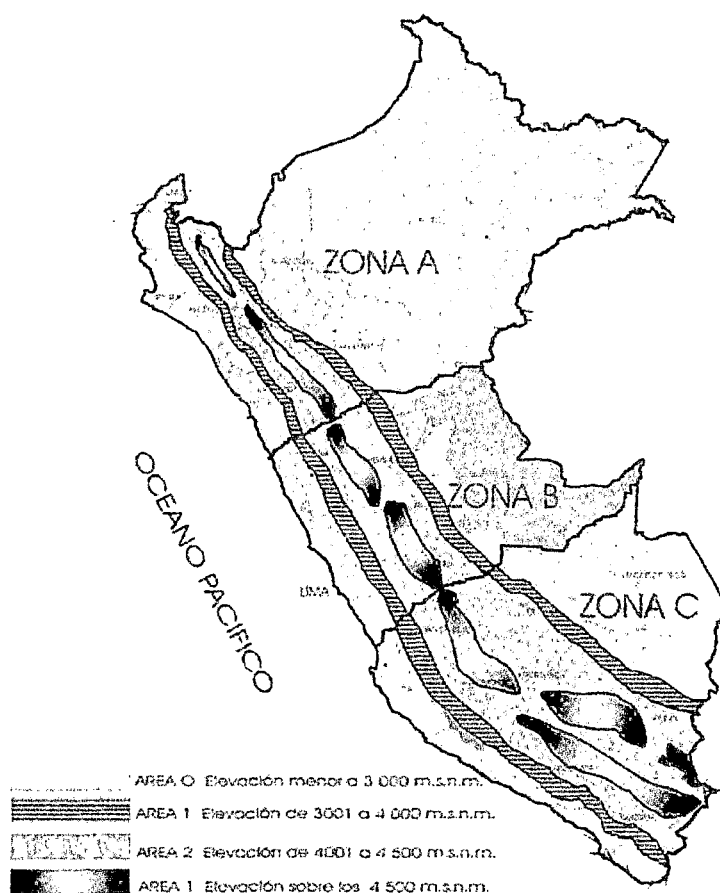 ZONA A
ZONA B
ZONA C
OCEANO PACIFICO
LIMA
AREA O Elevación menor a 3 000 m.s.n.m.
AREA 1 Elevación de 3001 a 4 000 m.s.n.m.
AREA 2 Elevación de 4001 a 4 500 m.s.n.m.
AREA 1 Elevación sobre los 4 500 m.s.n.m.